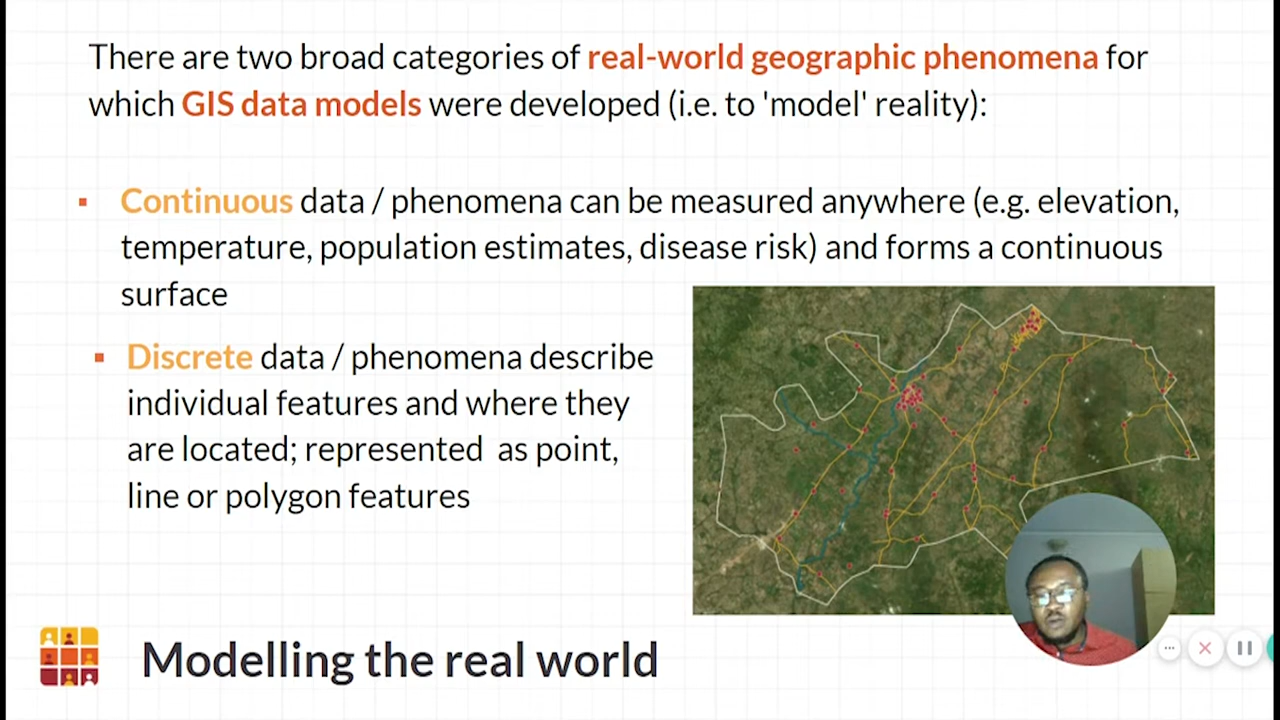 There are two broad categories of real-world geographic phenomena for
which GIS data models were developed (i.e. to 'model' reality):
Continuous data / phenomena can be measured anywhere (e.g. elevation,
temperature, population estimates, disease risk) and forms a continuous
surface
Discrete data / phenomena describe
individual features and where they
are located; represented as point,
line or polygon features
Modelling the real world